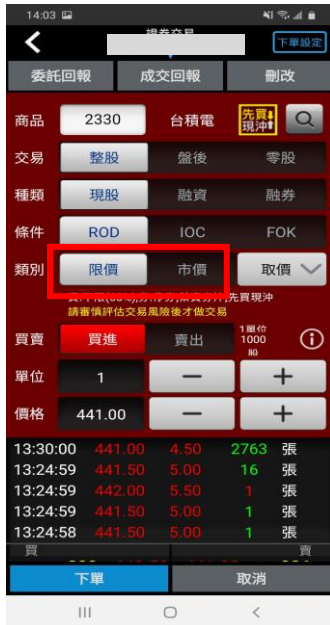 14:03
下單設定
委託回報 成交回報 刪改
商品 2330 台積電 先買 現沖
交易 整股 盤後 零股
種類 現股 融資 融券
條件 ROD IOC FOK
類別 限價 市價 取價
先買現沖
請審慎評估交易風險後才做交易
買賣 買進 賣出 1單位 1000 股
單位 1 − +
價格 441.00 − +
13:30:00 441.00 4.50 2763 張
13:24:59 441.50 5.00 16 張
13:24:59 442.00 5.50 1 張
13:24:59 441.50 5.00 1 張
13:24:58 441.50 5.00 1 張
買 賣
下單 取消